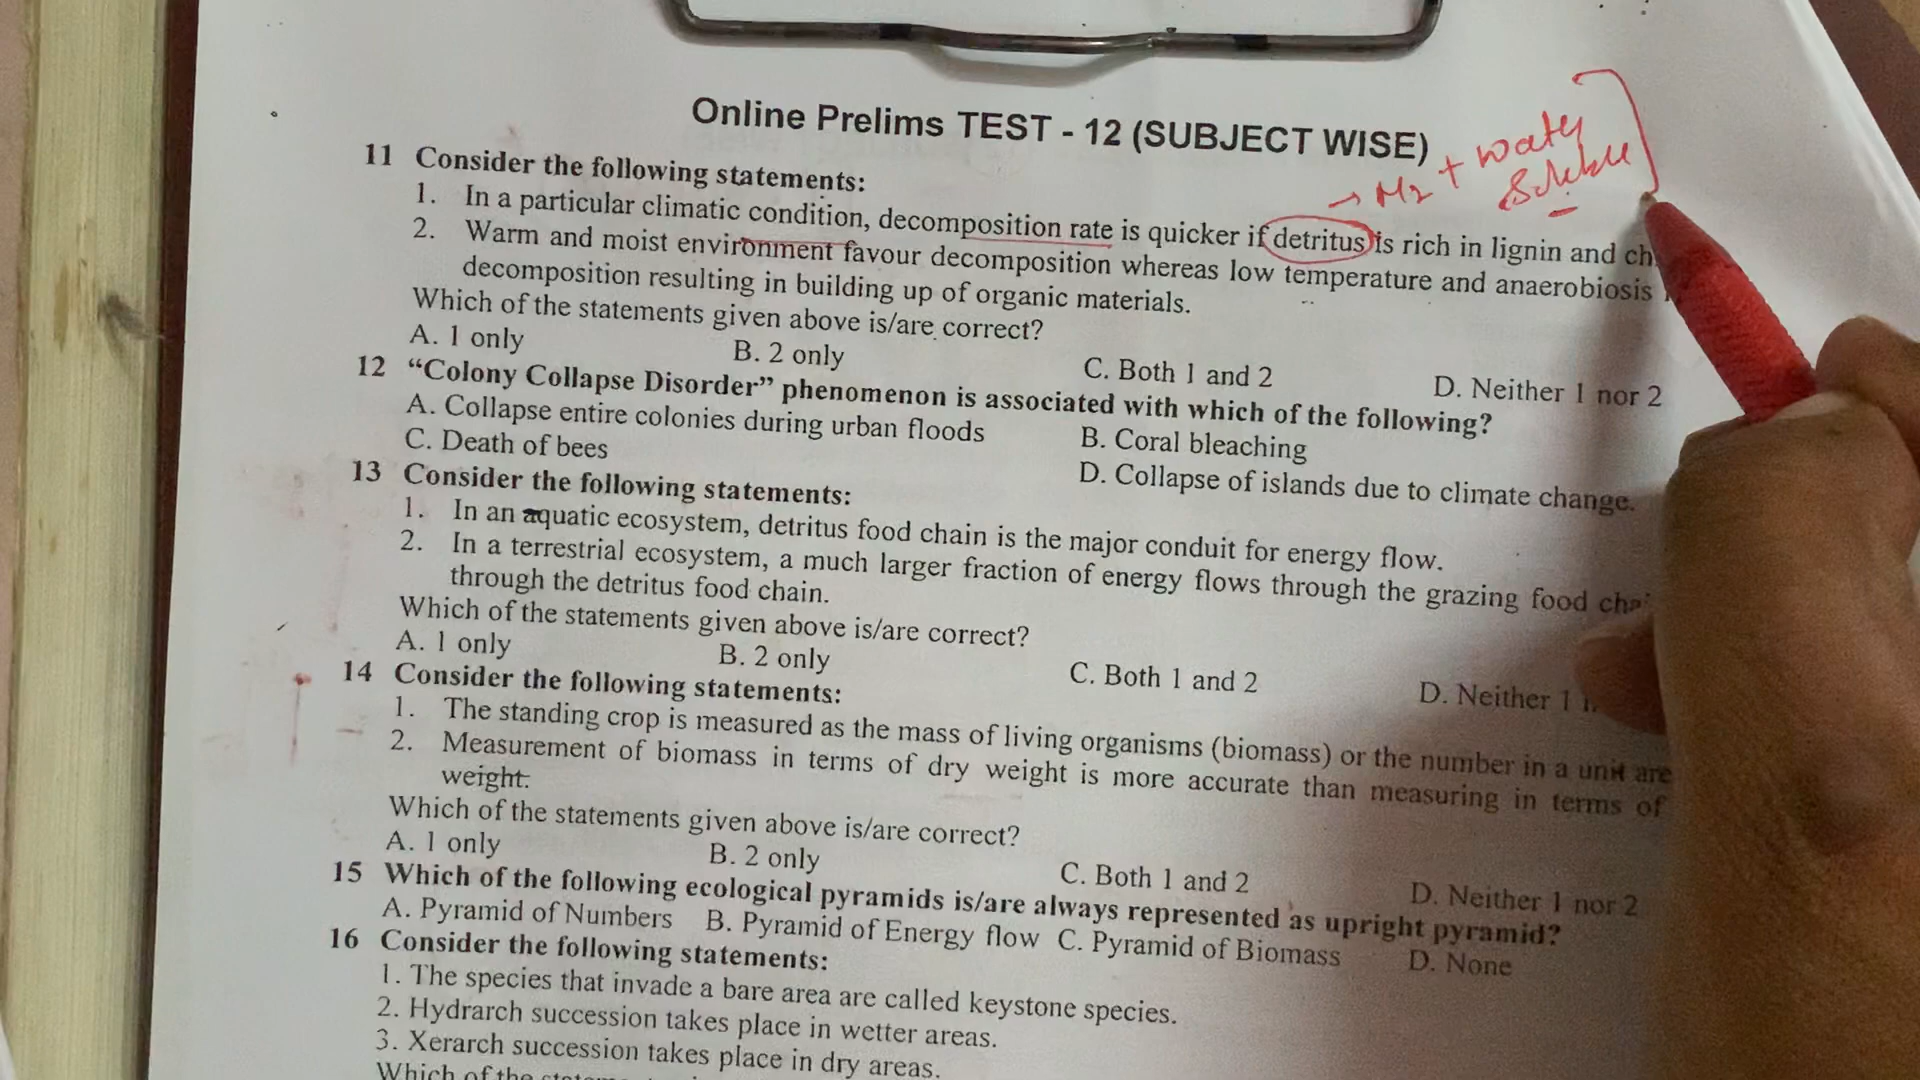 Online Prelims TEST - 12 (SUBJECT WISE)
→ N2 + water
Soluble
11 Consider the following statements:
1. In a particular climatic condition, decomposition rate is quicker if detritus is rich in lignin and
2. Warm and moist environment favour decomposition whereas low temperature and anaerobiosis
decomposition resulting in building up of organic materials.
Which of the statements given above is/are correct?
A. 1 only B. 2 only C. Both 1 and 2 D. Neither 1 nor 2
12 “Colony Collapse Disorder” phenomenon is associated with which of the following?
A. Collapse entire colonies during urban floods B. Coral bleaching
C. Death of bees D. Collapse of islands due to climate change.
13 Consider the following statements:
1. In an aquatic ecosystem, detritus food chain is the major conduit for energy flow.
2. In a terrestrial ecosystem, a much larger fraction of energy flows through the grazing food
through the detritus food chain.
Which of the statements given above is/are correct?
A. 1 only B. 2 only C. Both 1 and 2 D. Neither 1
14 Consider the following statements:
1. The standing crop is measured as the mass of living organisms (biomass) or the number in a unit are
2. Measurement of biomass in terms of dry weight is more accurate than measuring in terms of
weight.
Which of the statements given above is/are correct?
A. 1 only B. 2 only C. Both 1 and 2 D. Neither 1 nor 2
15 Which of the following ecological pyramids is/are always represented as upright pyramid?
A. Pyramid of Numbers B. Pyramid of Energy flow C. Pyramid of Biomass D. None
16 Consider the following statements:
1. The species that invade a bare area are called keystone species.
2. Hydrarch succession takes place in wetter areas.
3. Xerarch succession takes place in dry areas.
Which of the